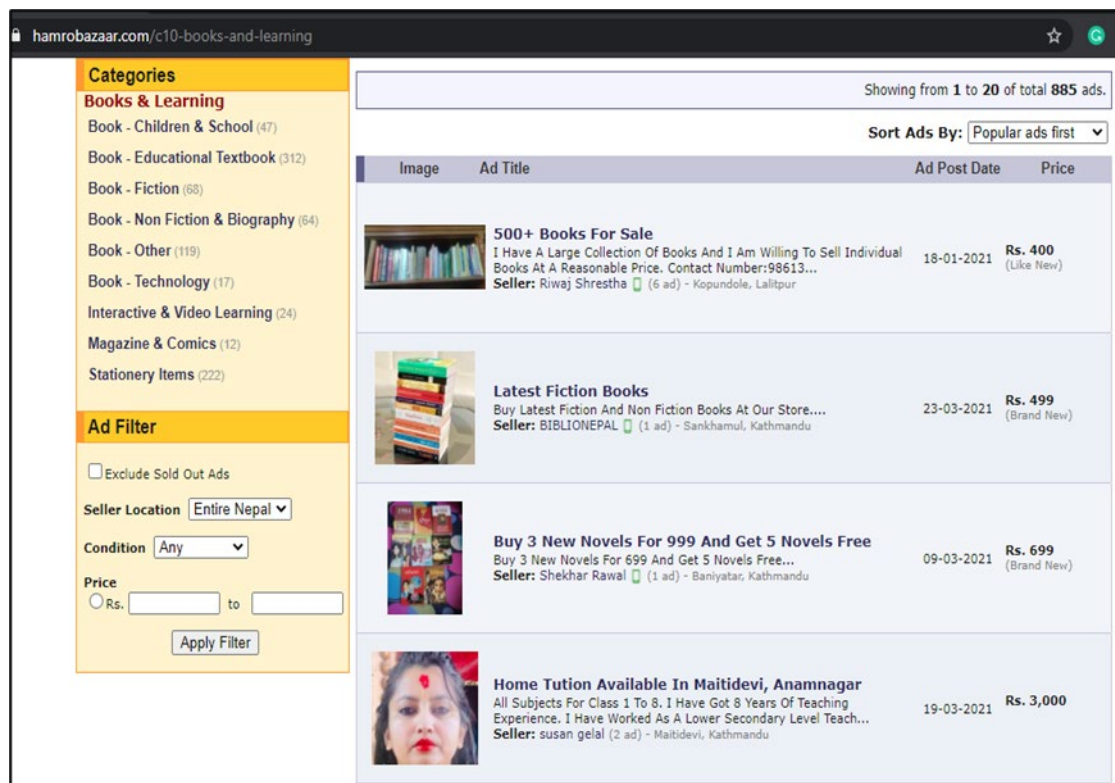 hamrobazaar.com/c10-books-and-learning
Categories
Books & Learning
Book - Children & School (47)
Book - Educational Textbook (312)
Book - Fiction (68)
Book - Non Fiction & Biography (64)
Book - Other (119)
Book - Technology (17)
Interactive & Video Learning (24)
Magazine & Comics (12)
Stationery Items (222)
Ad Filter
Exclude Sold Out Ads
Seller Location Entire Nepal
Condition Any
Price
Rs. to
Apply Filter
Showing from 1 to 20 of total 885 ads.
Sort Ads By: Popular ads first
Image Ad Title Ad Post Date Price
500+ Books For Sale
I Have A Large Collection Of Books And I Am Willing To Sell Individual
Books At A Reasonable Price. Contact Number:98613...
Seller: Riwaj Shrestha (6 ad) - Kopundole, Lalitpur
18-01-2021 Rs. 400
(Like New)
Latest Fiction Books
Buy Latest Fiction And Non Fiction Books At Our Store....
Seller: BIBLIONEPAL (1 ad) - Sankhamul, Kathmandu
23-03-2021 Rs. 499
(Brand New)
Buy 3 New Novels For 999 And Get 5 Novels Free
Buy 3 New Novels For 699 And Get 5 Novels Free...
Seller: Shekhar Rawal (1 ad) - Baniyatar, Kathmandu
09-03-2021 Rs. 699
(Brand New)
Home Tution Available In Maitidevi, Anamnagar
All Subjects For Class 1 To 8. I Have Got 8 Years Of Teaching
Experience. I Have Worked As A Lower Secondary Level Teach...
Seller: susan gelal (2 ad) - Maitidevi, Kathmandu
19-03-2021 Rs. 3,000